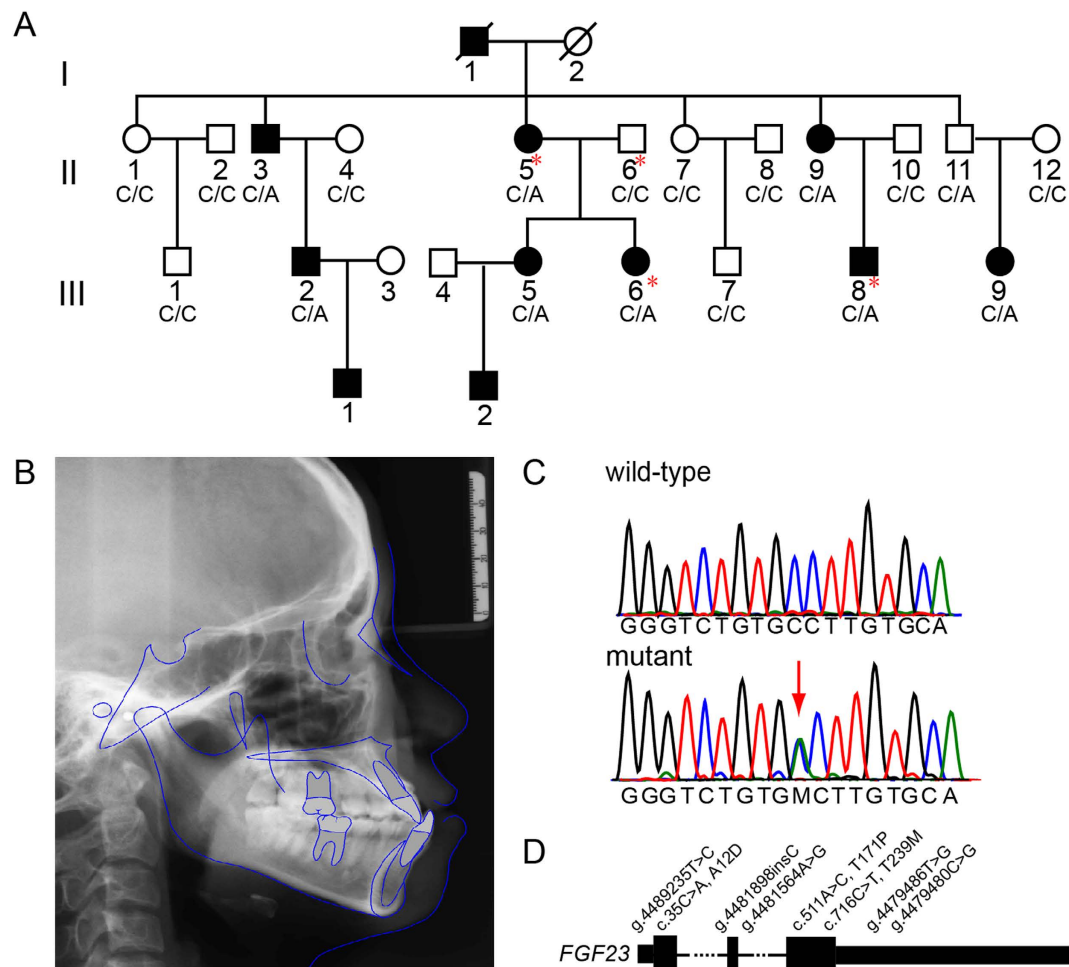 A
I
1 2
1 2 3 4 5* 6* 7 8 9 10 11 12
II
C/C C/C C/A C/C C/A C/C C/C C/C C/A C/C C/A C/C
III
1 2 3 4 5 6* 7 8* 9
C/C C/A C/A C/A C/C C/A C/A
1 2
B
C
wild-type
GGGTCTGTGCCTTGTGCA
mutant
GGGTCTGTGMCTTGTGCA
D
g.4489235T>C
c.35C>A, A12D
g.4481898insC
g.4481564A>G
c.511A>C, T171P
c.716C>T, T239M
g.4479486T>G
g.4479480C>G
FGF23